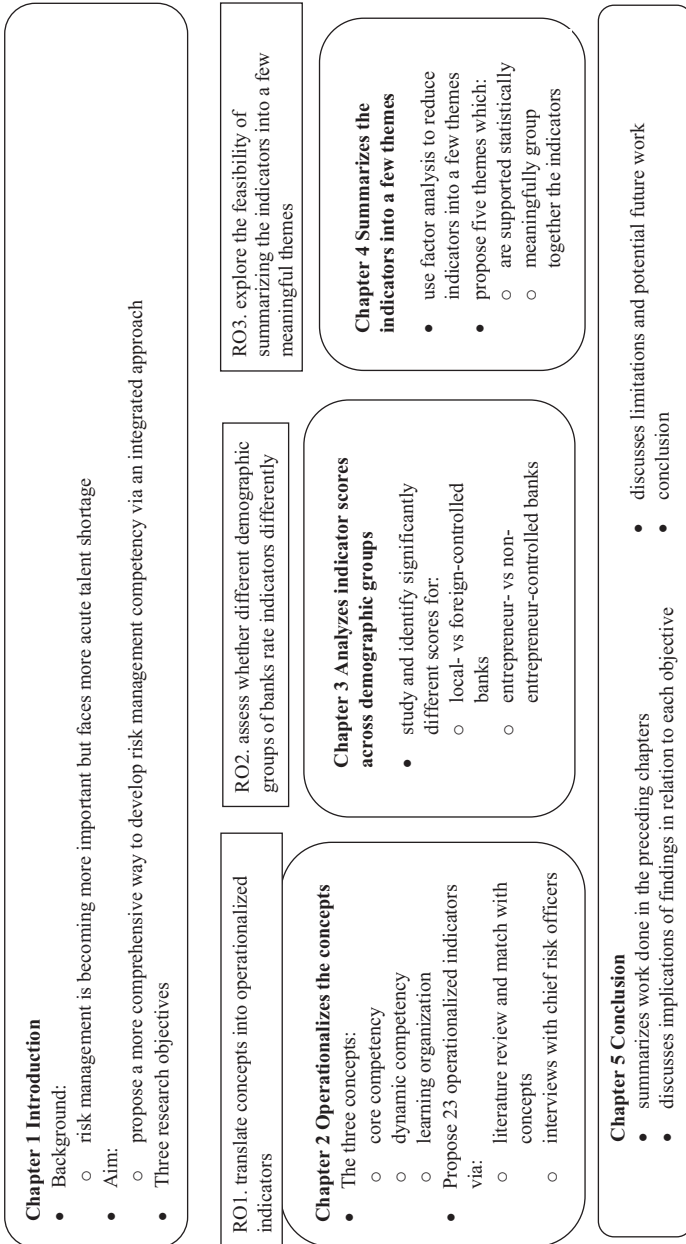 Chapter 1 Introduction
● Background:
○ risk management is becoming more important but faces more acute talent shortage
● Aim:
○ propose a more comprehensive way to develop risk management competency via an integrated approach
● Three research objectives
RO1. translate concepts into operationalized
indicators
RO2. assess whether different demographic
groups of banks rate indicators differently
RO3. explore the feasibility of
summarizing the indicators into a few
meaningful themes
Chapter 2 Operationalizes the concepts
● The three concepts:
○ core competency
○ dynamic competency
○ learning organization
● Propose 23 operationalized indicators
via:
○ literature review and match with
concepts
○ interviews with chief risk officers
Chapter 3 Analyzes indicator scores
across demographic groups
● study and identify significantly
different scores for:
○ local- vs foreign-controlled
banks
○ entrepreneur- vs non-
entrepreneur-controlled banks
Chapter 4 Summarizes the
indicators into a few themes
● use factor analysis to reduce
indicators into a few themes
● propose five themes which:
○ are supported statistically
○ meaningfully group
together the indicators
Chapter 5 Conclusion
● summarizes work done in the preceding chapters
● discusses implications of findings in relation to each objective
● discusses limitations and potential future work
● conclusion